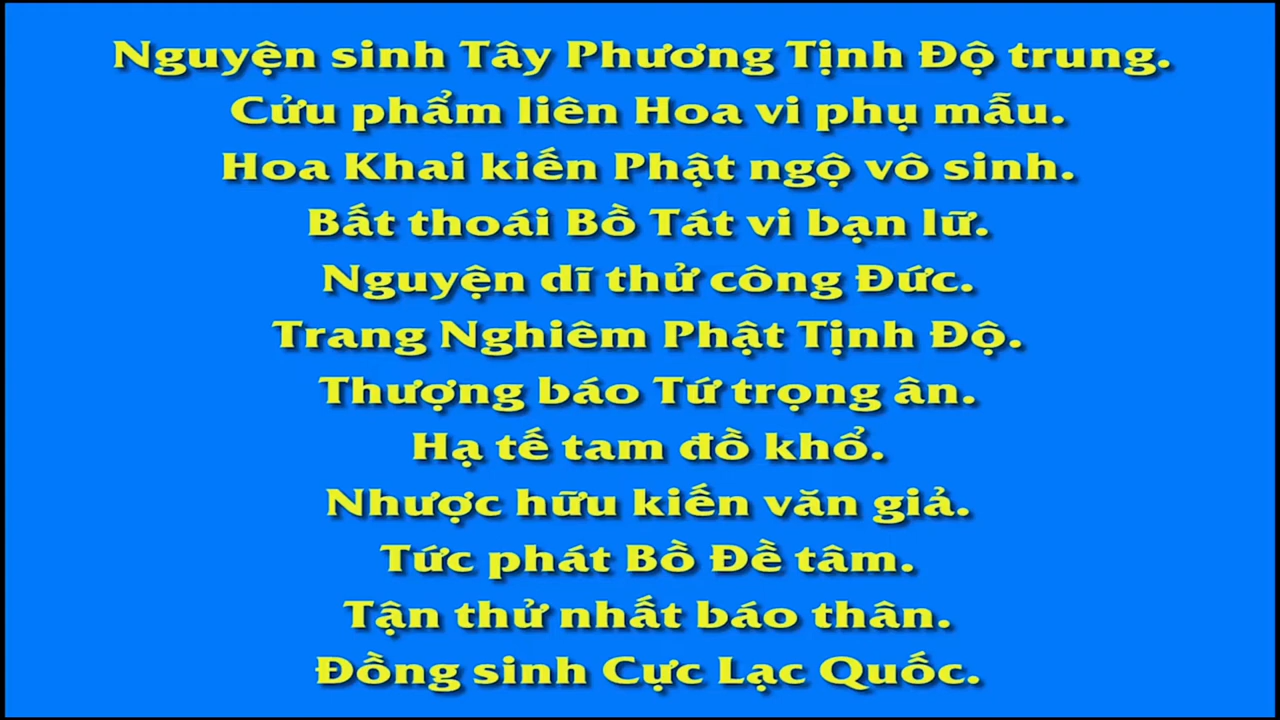 Nguyện sinh Tây Phương Tịnh Độ trung.
Cửu phẩm liên Hoa vi phụ mẫu.
Hoa Khai kiến Phật ngộ vô sinh.
Bất thoái Bồ Tát vi bạn lữ.
Nguyện dĩ thử công Đức.
Trang Nghiêm Phật Tịnh Độ.
Thượng báo Tứ trọng ân.
Hạ tế tam đồ khổ.
Nhược hữu kiến văn giả.
Tức phát Bồ Đề tâm.
Tận thử nhất báo thân.
Đồng sinh Cực Lạc Quốc.